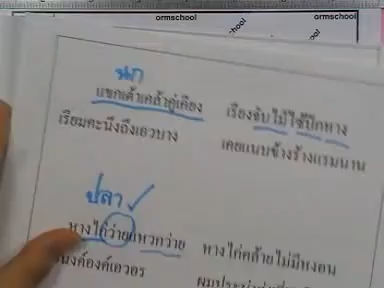 ormschool
ormschool
นก
แขกเต้าเคล้าคู่เคียง เรียงจับไม้ไซ้ปีกหาง
เรียมคะนึงถึงเอวบาง เคยแนบข้างร้างแรมนาน
ปลา
หางไก่ว่ายแหวกว่าย หางไก่คล้ายไม่มีหงอน